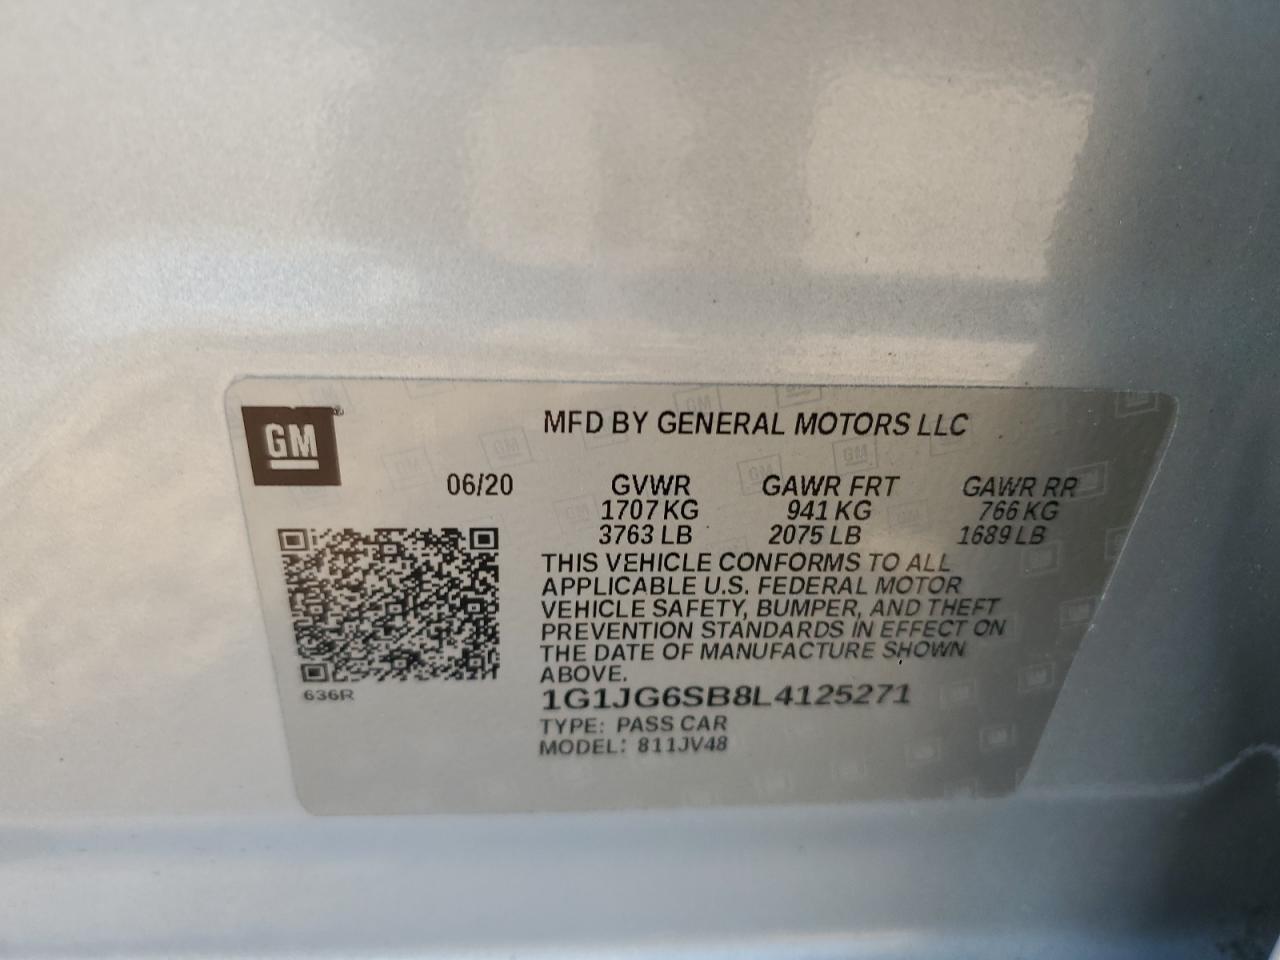 GM
MFD BY GENERAL MOTORS LLC
06/20 GVWR GAWR FRT GAWR RR
1707 KG 941 KG 766 KG
3763 LB 2075 LB 1689 LB
THIS VEHICLE CONFORMS TO ALL
APPLICABLE U.S. FEDERAL MOTOR
VEHICLE SAFETY, BUMPER, AND THEFT
PREVENTION STANDARDS IN EFFECT ON
THE DATE OF MANUFACTURE SHOWN
ABOVE.
636R
1G1JG6SB8L4125271
TYPE: PASS CAR
MODEL: 811JV48